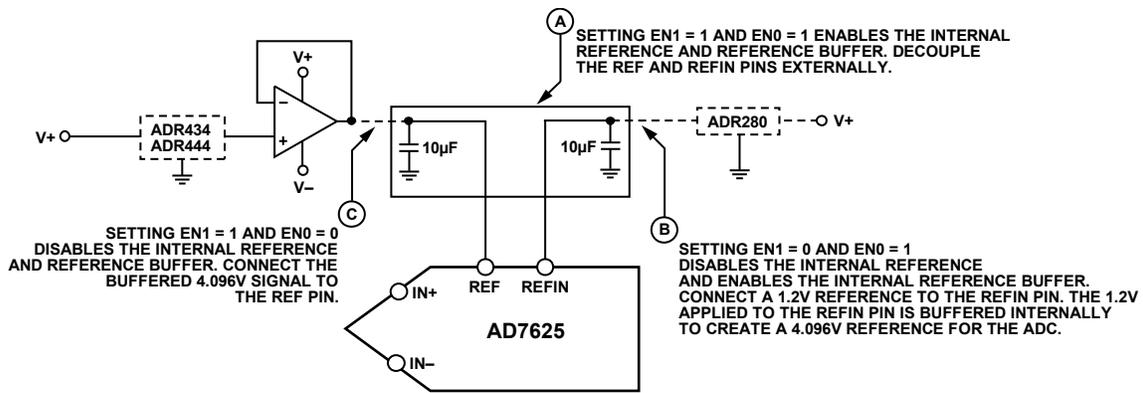 A
SETTING EN1 = 1 AND EN0 = 1 ENABLES THE INTERNAL
REFERENCE AND REFERENCE BUFFER. DECOUPLE
THE REF AND REFIN PINS EXTERNALLY.
V+
–
+
V–
V+
ADR434
ADR444
10µF
10µF
ADR280
V+
C
SETTING EN1 = 1 AND EN0 = 0
DISABLES THE INTERNAL REFERENCE
AND REFERENCE BUFFER. CONNECT THE
BUFFERED 4.096V SIGNAL TO
THE REF PIN.
B
SETTING EN1 = 0 AND EN0 = 1
DISABLES THE INTERNAL REFERENCE
AND ENABLES THE INTERNAL REFERENCE BUFFER.
CONNECT A 1.2V REFERENCE TO THE REFIN PIN. THE 1.2V
APPLIED TO THE REFIN PIN IS BUFFERED INTERNALLY
TO CREATE A 4.096V REFERENCE FOR THE ADC.
REF REFIN
IN+
AD7625
IN–